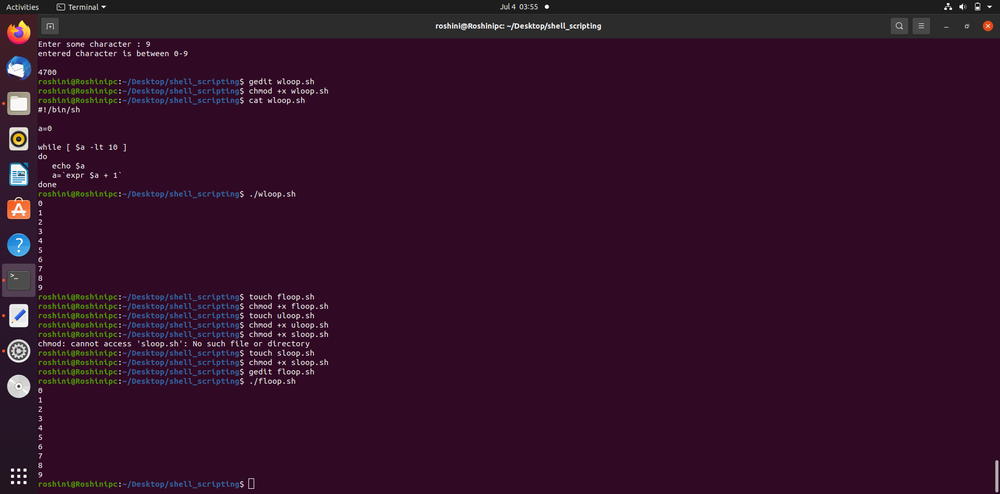 Activities
Terminal
Jul 4 03:55
roshini@Roshinipc: ~/Desktop/shell_scripting
Enter some character : 9
entered character is between 0-9

4700
roshini@Roshinipc:~/Desktop/shell_scripting$ gedit wloop.sh
roshini@Roshinipc:~/Desktop/shell_scripting$ chmod +x wloop.sh
roshini@Roshinipc:~/Desktop/shell_scripting$ cat wloop.sh
#!/bin/sh

a=0

while [ $a -lt 10 ]
do
   echo $a
   a=`expr $a + 1`
done
roshini@Roshinipc:~/Desktop/shell_scripting$ ./wloop.sh
0
1
2
3
4
5
6
7
8
9
roshini@Roshinipc:~/Desktop/shell_scripting$ touch floop.sh
roshini@Roshinipc:~/Desktop/shell_scripting$ chmod +x floop.sh
roshini@Roshinipc:~/Desktop/shell_scripting$ touch uloop.sh
roshini@Roshinipc:~/Desktop/shell_scripting$ chmod +x uloop.sh
roshini@Roshinipc:~/Desktop/shell_scripting$ chmod +x sloop.sh
chmod: cannot access 'sloop.sh': No such file or directory
roshini@Roshinipc:~/Desktop/shell_scripting$ touch sloop.sh
roshini@Roshinipc:~/Desktop/shell_scripting$ chmod +x sloop.sh
roshini@Roshinipc:~/Desktop/shell_scripting$ gedit floop.sh
roshini@Roshinipc:~/Desktop/shell_scripting$ ./floop.sh
0
1
2
3
4
5
6
7
8
9
roshini@Roshinipc:~/Desktop/shell_scripting$